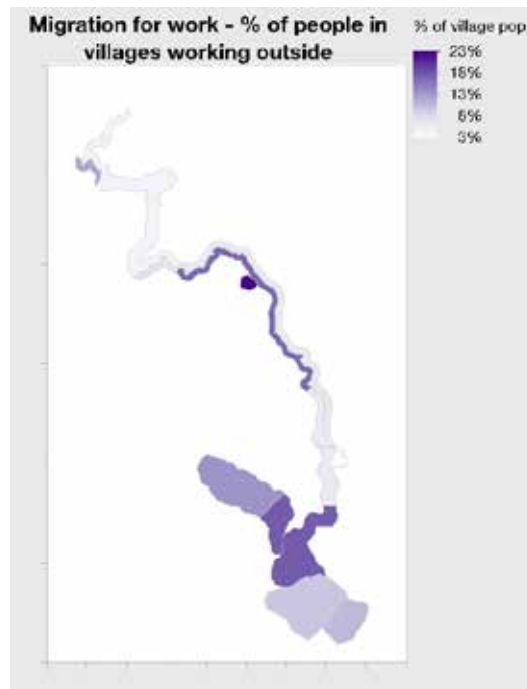 Migration for work - % of people in
villages working outside
% of village pop
23%
18%
13%
8%
3%